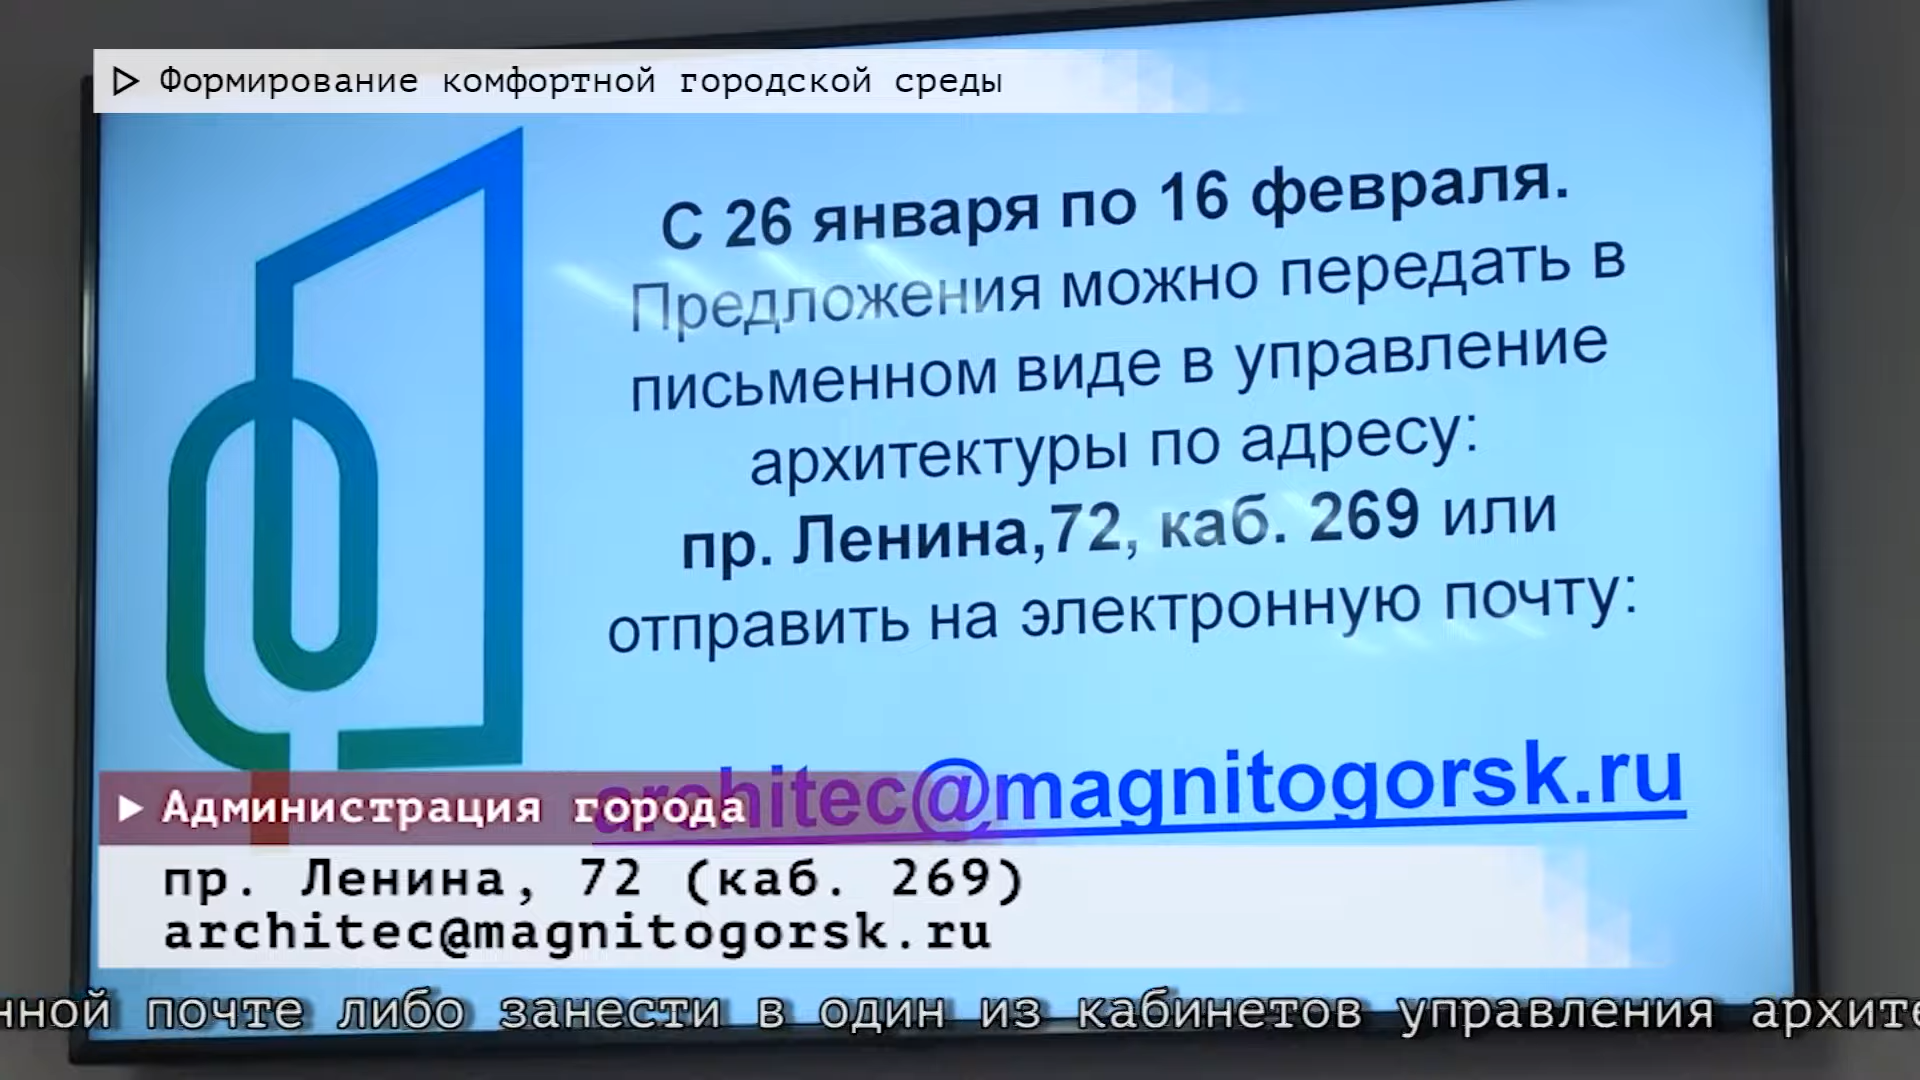 Формирование комфортной городской среды
С 26 января по 16 февраля.
Предложения можно передать в
письменном виде в управление
архитектуры по адресу:
пр. Ленина,72, каб. 269 или
отправить на электронную почту:
architec@magnitogorsk.ru
Администрация города
пр. Ленина, 72 (каб. 269)
architec@magnitogorsk.ru
почте либо занести в один из кабинетов управления